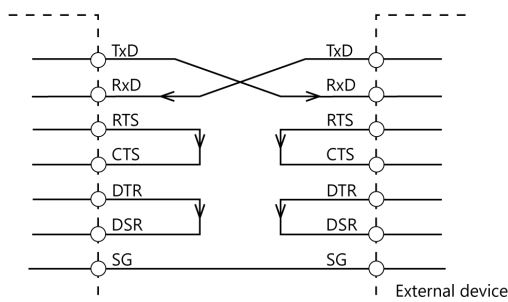 TxD TxD
RxD RxD
RTS RTS
CTS CTS
DTR DTR
DSR DSR
SG SG
External device